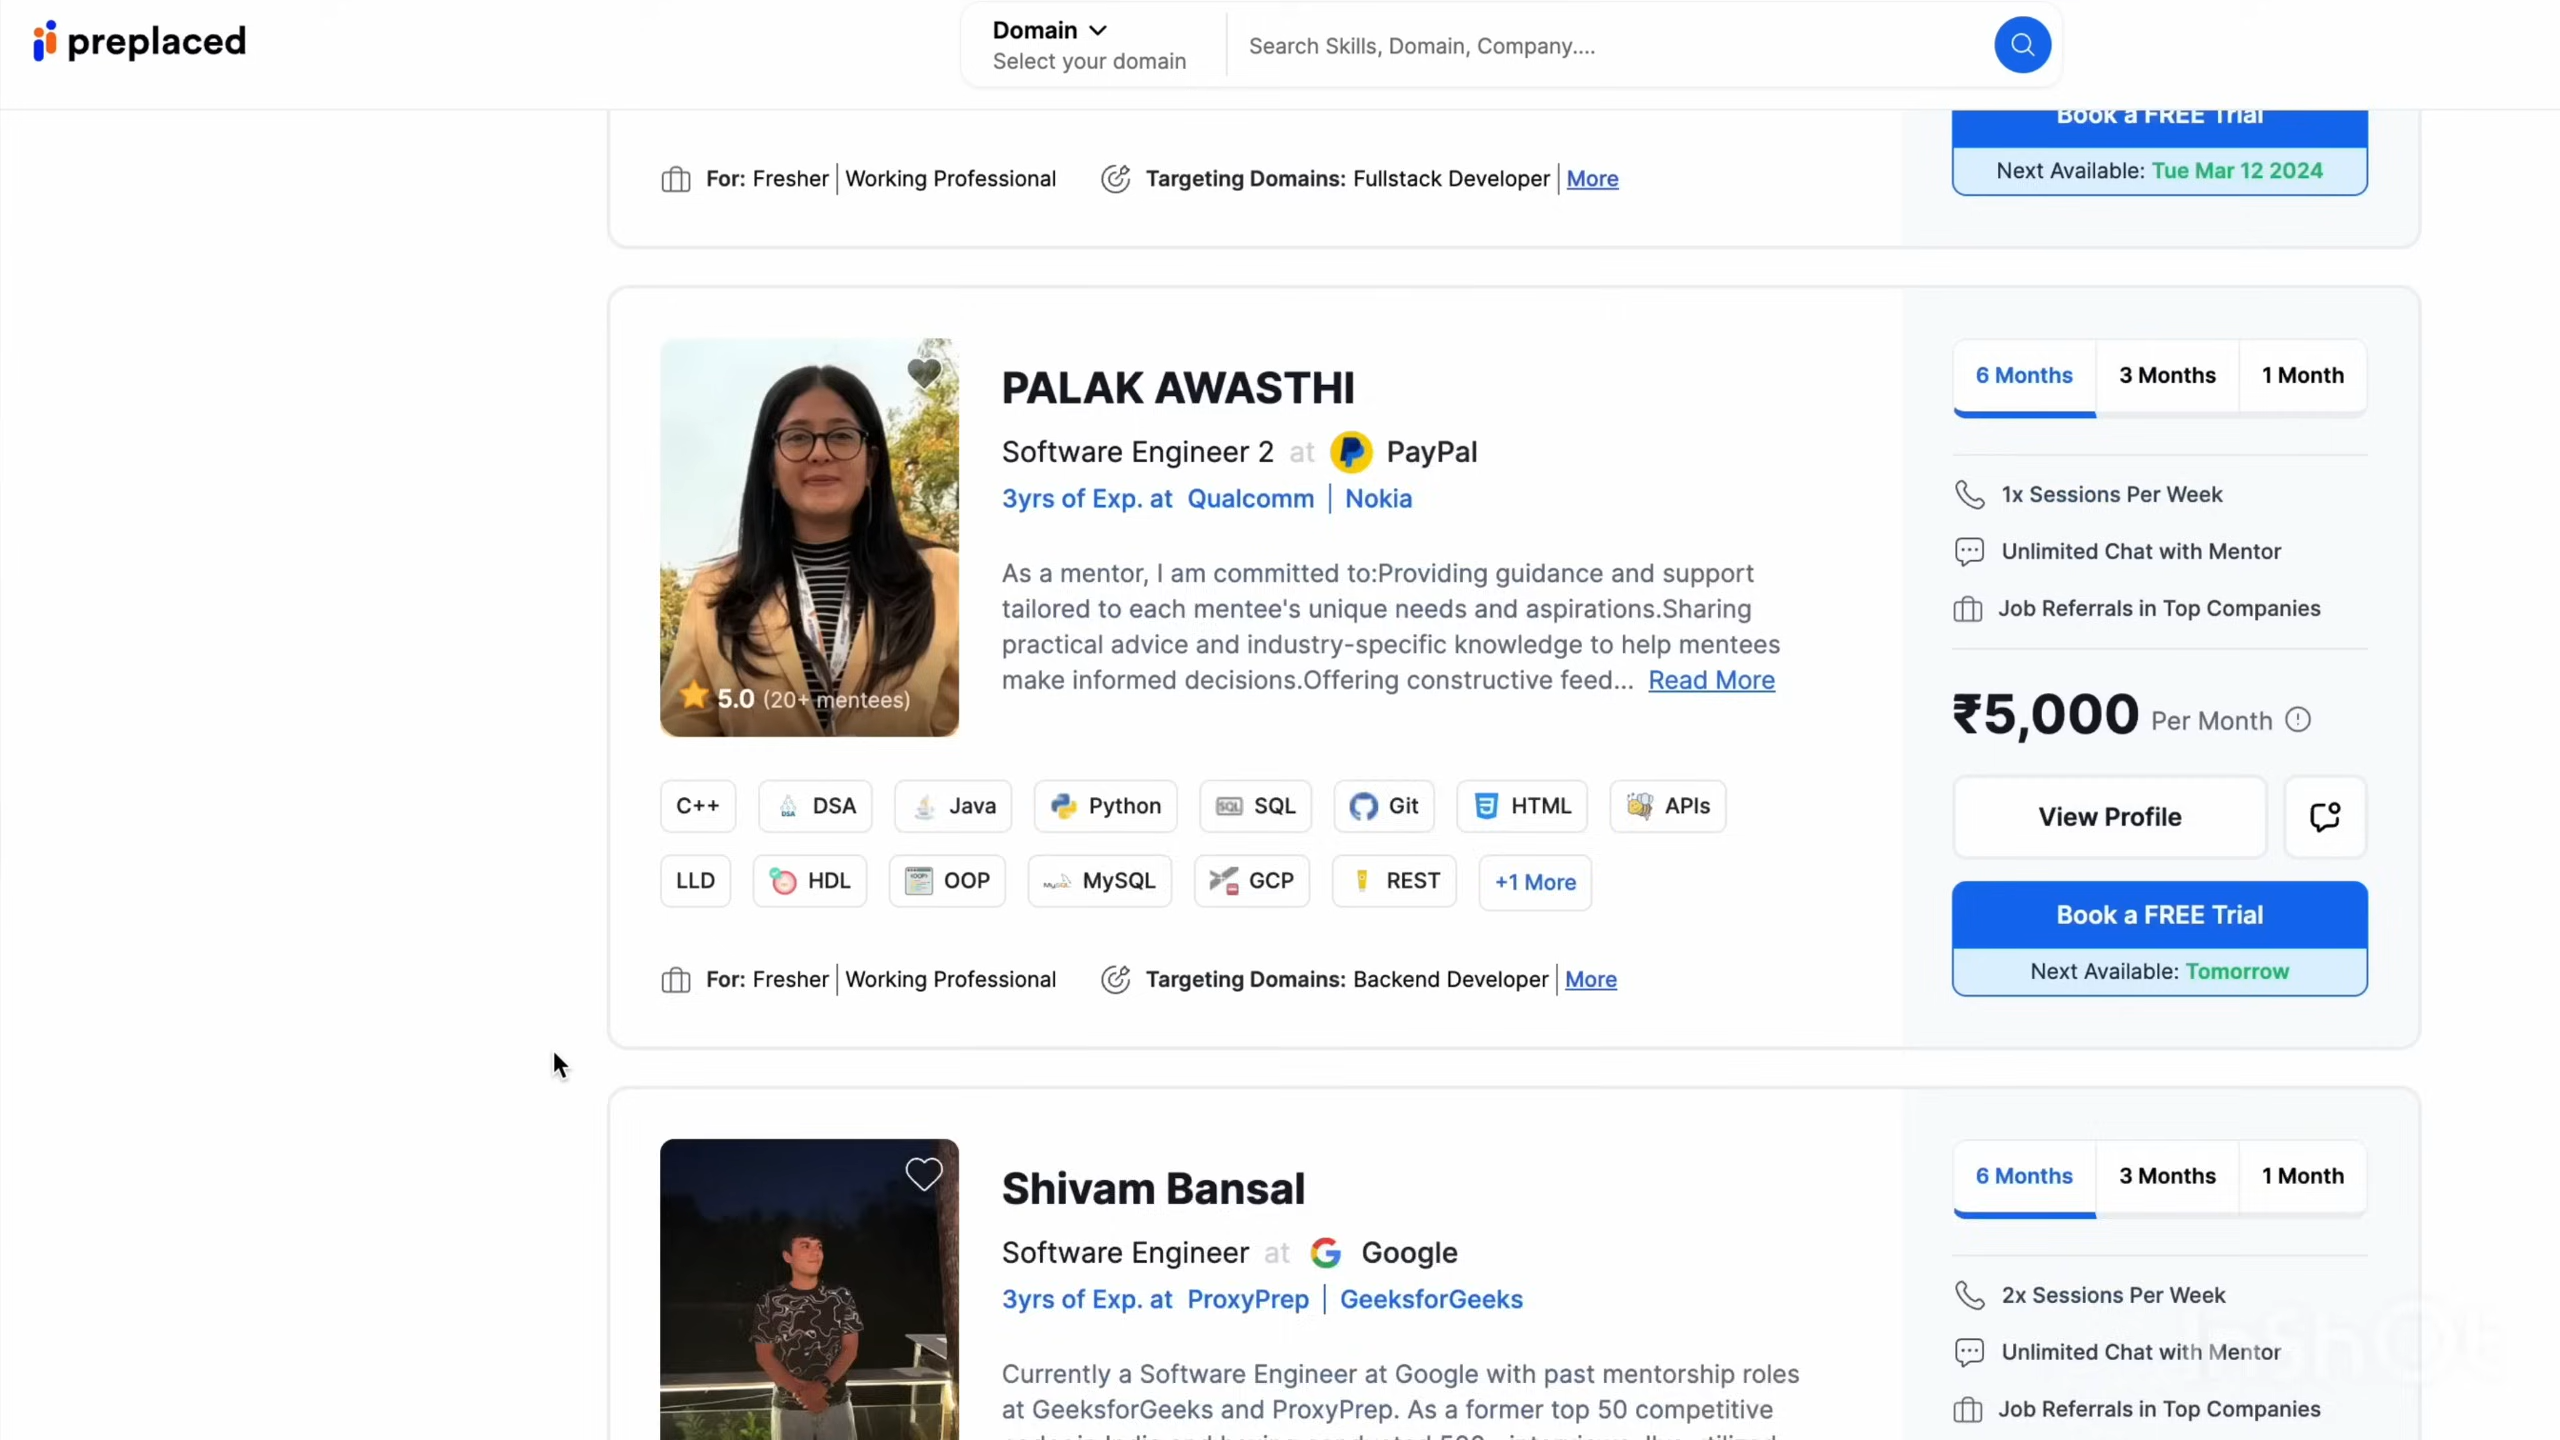 preplaced
Domain
Select your domain
Search Skills, Domain, Company....
Book a FREE Trial
Next Available: Tue Mar 12 2024
For: Fresher | Working Professional
Targeting Domains: Fullstack Developer | More
PALAK AWASTHI
Software Engineer 2 at PayPal
3yrs of Exp. at Qualcomm | Nokia
As a mentor, I am committed to:Providing guidance and support
tailored to each mentee's unique needs and aspirations.Sharing
practical advice and industry-specific knowledge to help mentees
make informed decisions.Offering constructive feed... Read More
5.0 (20+ mentees)
C++ DSA Java Python SQL Git HTML APIs
LLD HDL OOP MySQL GCP REST +1 More
For: Fresher | Working Professional
Targeting Domains: Backend Developer | More
6 Months 3 Months 1 Month
1x Sessions Per Week
Unlimited Chat with Mentor
Job Referrals in Top Companies
₹5,000 Per Month
View Profile
Book a FREE Trial
Next Available: Tomorrow
Shivam Bansal
Software Engineer at Google
3yrs of Exp. at ProxyPrep | GeeksforGeeks
Currently a Software Engineer at Google with past mentorship roles
at GeeksforGeeks and ProxyPrep. As a former top 50 competitive
6 Months 3 Months 1 Month
2x Sessions Per Week
Unlimited Chat with Mentor
Job Referrals in Top Companies
InShOt